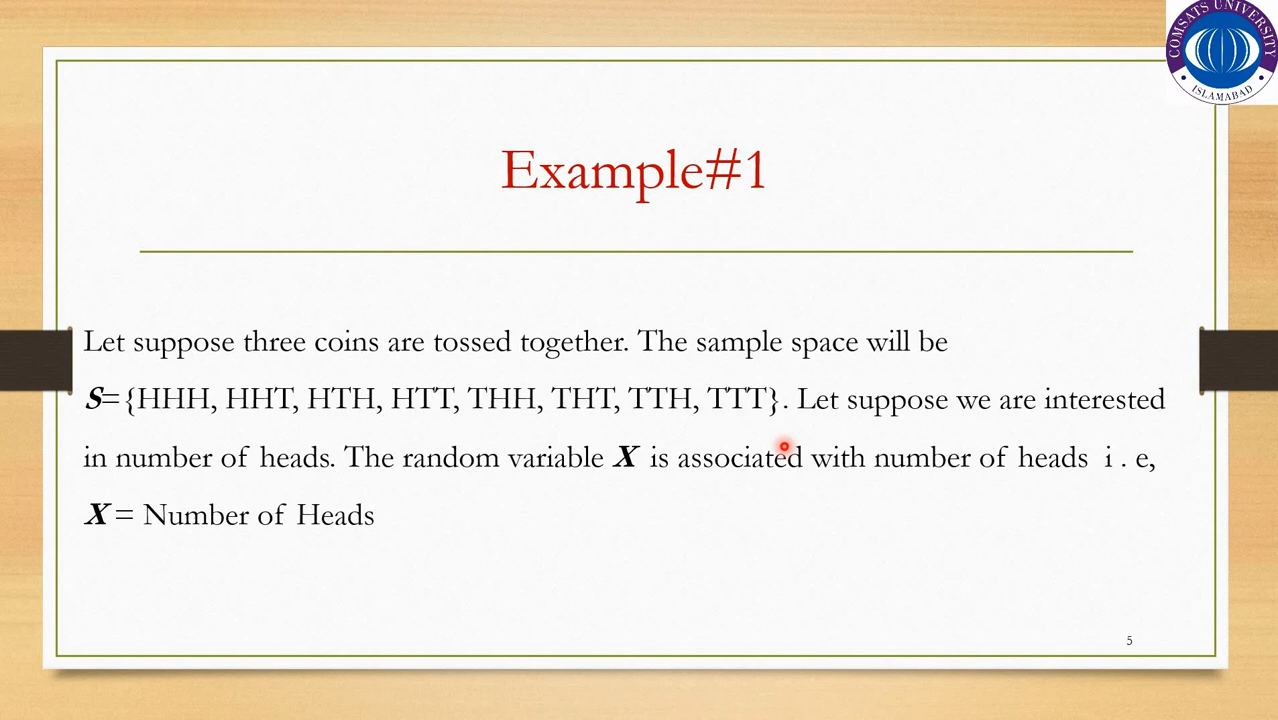 COMSATS UNIVERSITY
ISLAMABAD
Example#1
Let suppose three coins are tossed together. The sample space will be
S={HHH, HHT, HTH, HTT, THH, THT, TTH, TTT}. Let suppose we are interested
in number of heads. The random variable X is associated with number of heads i . e,
X = Number of Heads
5